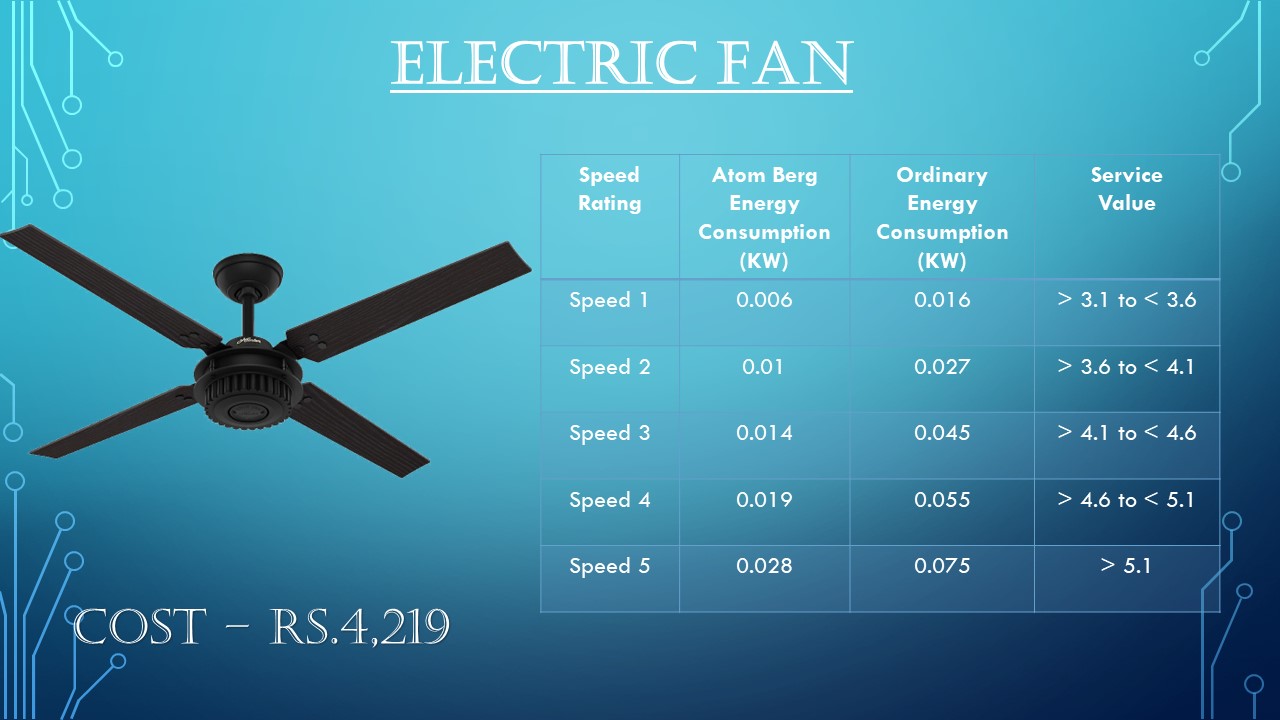 ELECTRIC FAN
Speed Rating | Atom Berg Energy Consumption (KW) | Ordinary Energy Consumption (KW) | Service Value
Speed 1 | 0.006 | 0.016 | > 3.1 to < 3.6
Speed 2 | 0.01 | 0.027 | > 3.6 to < 4.1
Speed 3 | 0.014 | 0.045 | > 4.1 to < 4.6
Speed 4 | 0.019 | 0.055 | > 4.6 to < 5.1
Speed 5 | 0.028 | 0.075 | > 5.1
COST – RS.4,219